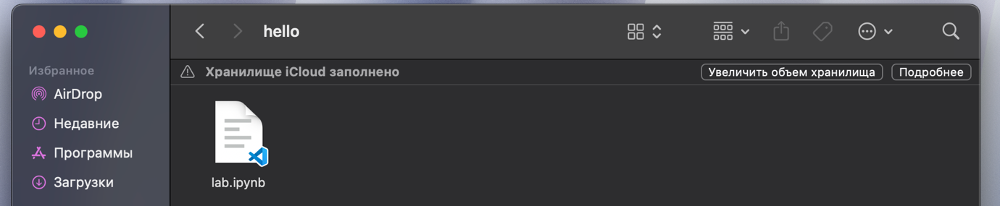 hello
Избранное
AirDrop
Недавние
Программы
Загрузки
Хранилище iCloud заполнено
Увеличить объем хранилища
Подробнее
lab.ipynb